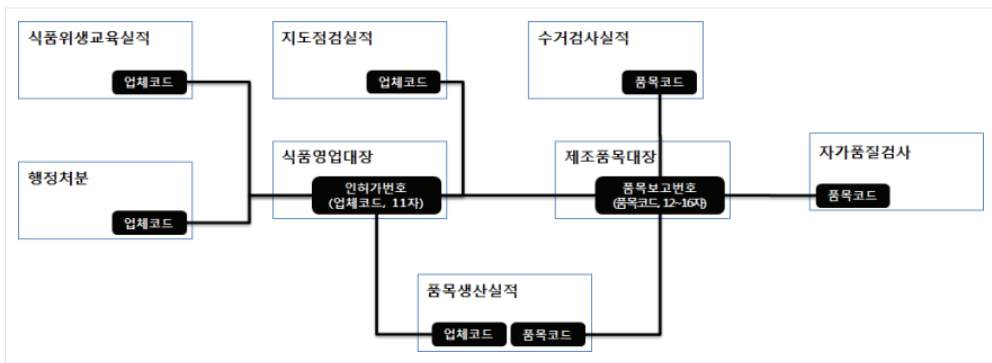 식품위생교육실적
업체코드
지도점검실적
업체코드
수거검사실적
품목코드
행정처분
업체코드
식품영업대장
인허가번호
(업체코드, 11자)
제조품목대장
품목보고번호
(품목코드, 12~16자)
자가품질검사
품목코드
품목생산실적
업체코드
품목코드